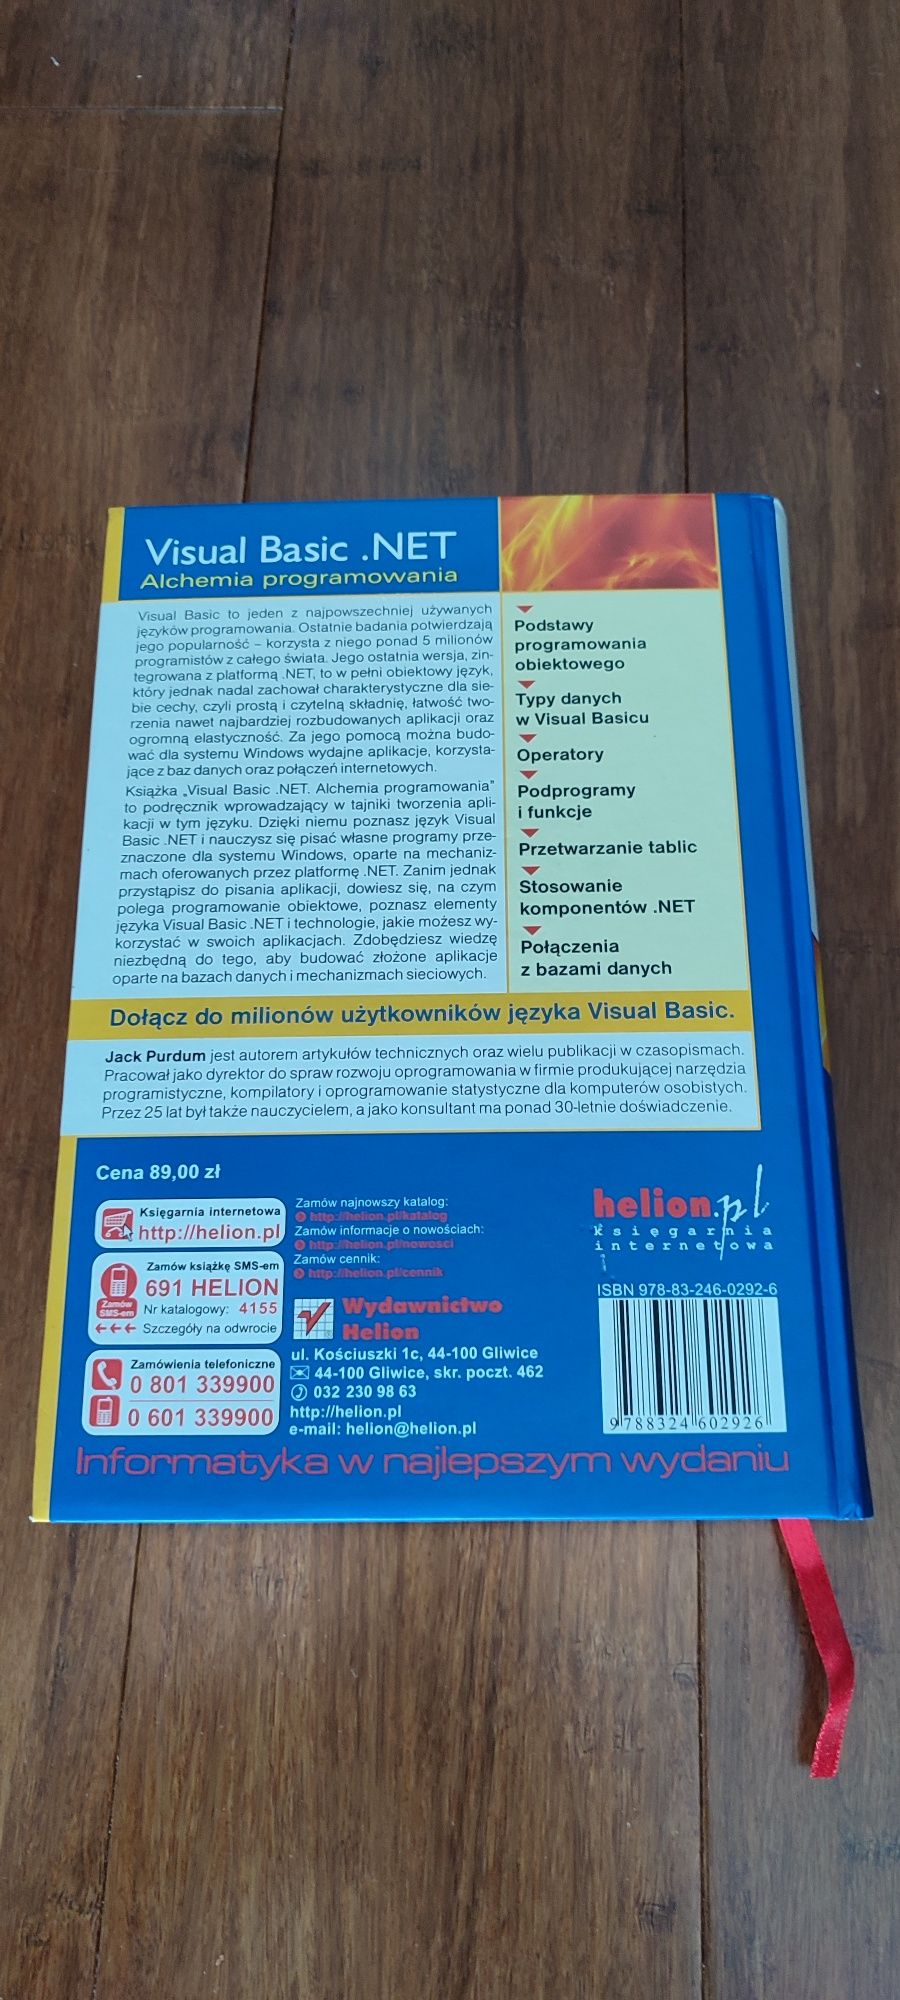 Visual Basic .NET
Alchemia programowania
Visual Basic to jeden z najpowszechniej używanych
języków programowania. Ostatnie badania potwierdzają
jego popularność – korzysta z niego ponad 5 milionów
programistów z całego świata. Jego ostatnia wersja, zin-
tegrowana z platformą .NET, to w pełni obiektowy język,
który jednak nadal zachował charakterystyczne dla sie-
bie cechy, czyli prostą i czytelną składnię, łatwość two-
rzenia nawet najbardziej rozbudowanych aplikacji oraz
ogromną elastyczność. Za jego pomocą można budo-
wać dla systemu Windows wydajne aplikacje, korzysta-
jące z baz danych oraz połączeń internetowych.
Książka „Visual Basic .NET. Alchemia programowania”
to podręcznik wprowadzający w tajniki tworzenia apli-
kacji w tym języku. Dzięki niemu poznasz język Visual
Basic .NET i nauczysz się pisać własne programy prze-
znaczone dla systemu Windows, oparte na mechaniz-
mach oferowanych przez platformę .NET. Zanim jednak
przystąpisz do pisania aplikacji, dowiesz się, na czym
polega programowanie obiektowe, poznasz elementy
języka Visual Basic .NET i technologie, jakie możesz wy-
korzystać w swoich aplikacjach. Zdobędziesz wiedzę
niezbędną do tego, aby budować złożone aplikacje
oparte na bazach danych i mechanizmach sieciowych.
Podstawy
programowania
obiektowego
Typy danych
w Visual Basicu
Operatory
Podprogramy
i funkcje
Przetwarzanie tablic
Stosowanie
komponentów .NET
Połączenia
z bazami danych
Dołącz do milionów użytkowników języka Visual Basic.
Jack Purdum jest autorem artykułów technicznych oraz wielu publikacji w czasopismach.
Pracował jako dyrektor do spraw rozwoju oprogramowania w firmie produkującej narzędzia
programistyczne, kompilatory i oprogramowanie statystyczne dla komputerów osobistych.
Przez 25 lat był także nauczycielem, a jako konsultant ma ponad 30-letnie doświadczenie.
Cena 89,00 zł
Księgarnia internetowa
http://helion.pl
Zamów książkę SMS-em
691 HELION
Zamów
SMS-em
Nr katalogowy: 4155
Szczegóły na odwrocie
Zamówienia telefoniczne
0 801 339900
0 601 339900
Zamów najnowszy katalog:
http://helion.pl/katalog
Zamów informacje o nowościach:
http://helion.pl/nowosci
Zamów cennik:
http://helion.pl/cennik
Wydawnictwo
Helion
ul. Kościuszki 1c, 44-100 Gliwice
44-100 Gliwice, skr. poczt. 462
032 230 98 63
http://helion.pl
e-mail: helion@helion.pl
helion.pl
księgarnia
internetowa
ISBN 978-83-246-0292-6
9 788324 602926
Informatyka w najlepszym wydaniu